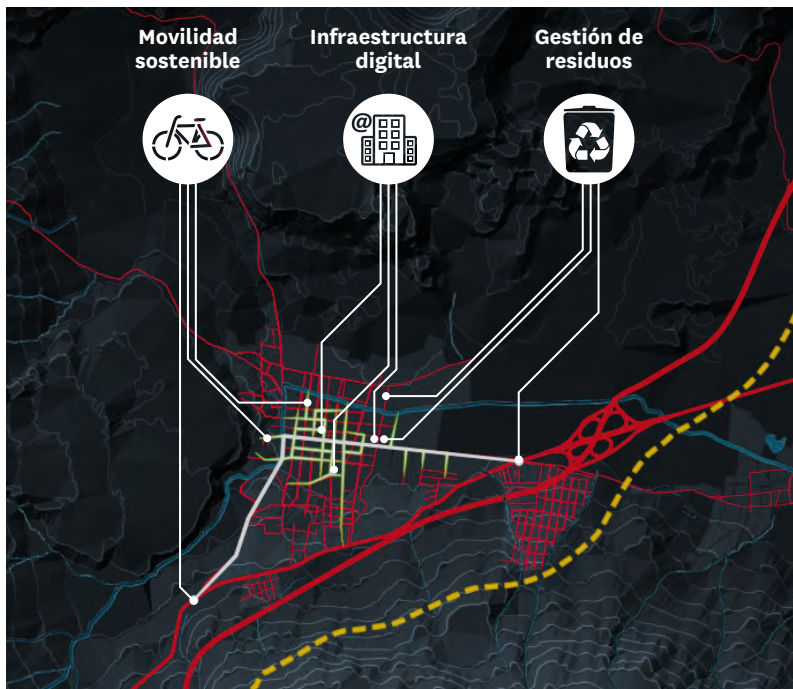 Movilidad
sostenible
Infraestructura
digital
Gestión de
residuos
@